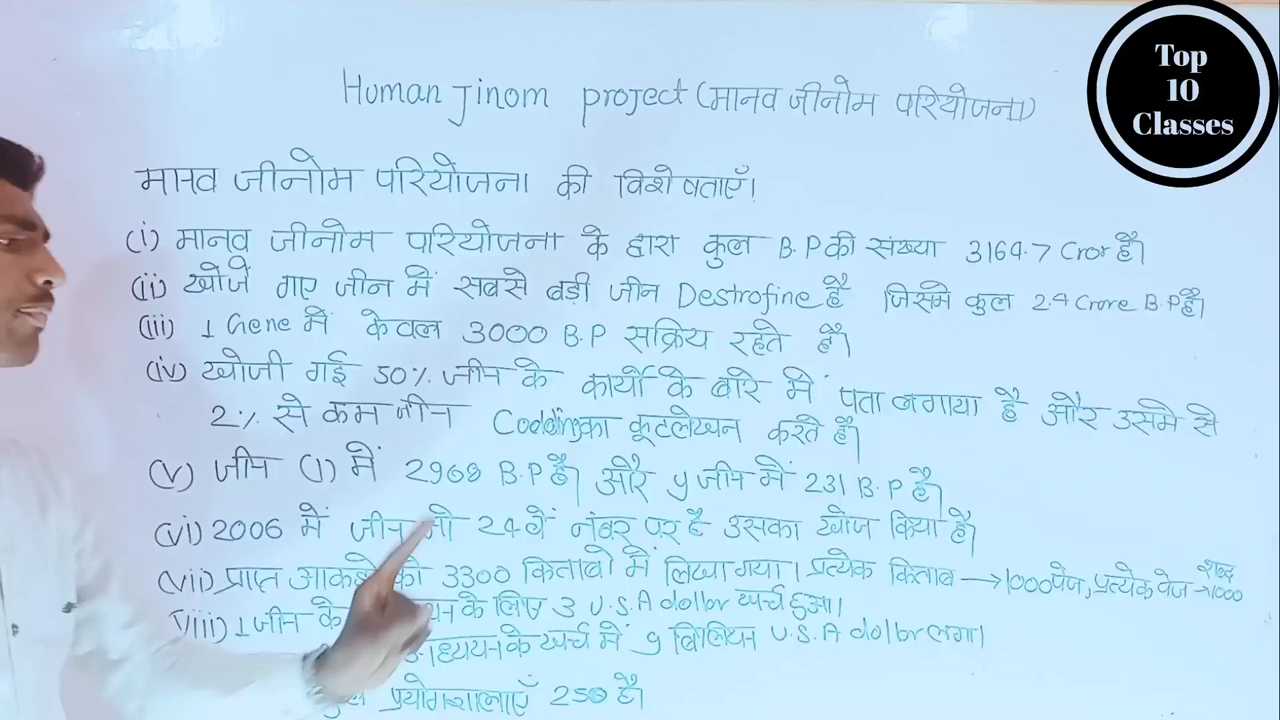 Top
10
Classes
Human Jinom project (मानव जीनोम परियोजना)
मानव जीनोम परियोजना की विशेषताएँ।
(i) मानव जीनोम परियोजना के द्वारा कुल B.P की संख्या 3164.7 Cror है।
(ii) खोजें गए जीन में सबसे बड़ी जीन Destrofine है जिसमे कुल 2.4 Crore B.P है।
(iii) 1 Gene में केवल 3000 B.P सक्रिय रहते हैं।
(iv) खोजी गई 50% जीन के कार्यो के बारे में पता लगाया है और उसमे से
2% से कम जीन Codding का कूटलेखन करते है।
(v) जीन (1) में 2968 B.P है। और y जीन में 231 B.P है।
(vi) 2006 में जीन जो 24 वें नंबर पर है उसका खोज किया है।
(vii) प्राप्त आकड़ो को 3300 किताबो में लिखा गया। प्रत्येक किताब → 1000 पेज, प्रत्येक पेज → 1000 शब्द
viii) 1 जीन के के लिए 3 U.S.A dollar खर्च हुआ।
अध्ययन के खर्च में 9 बिलियन U.S.A dollar लगा।
प्रयोगशालाएँ 250 है।